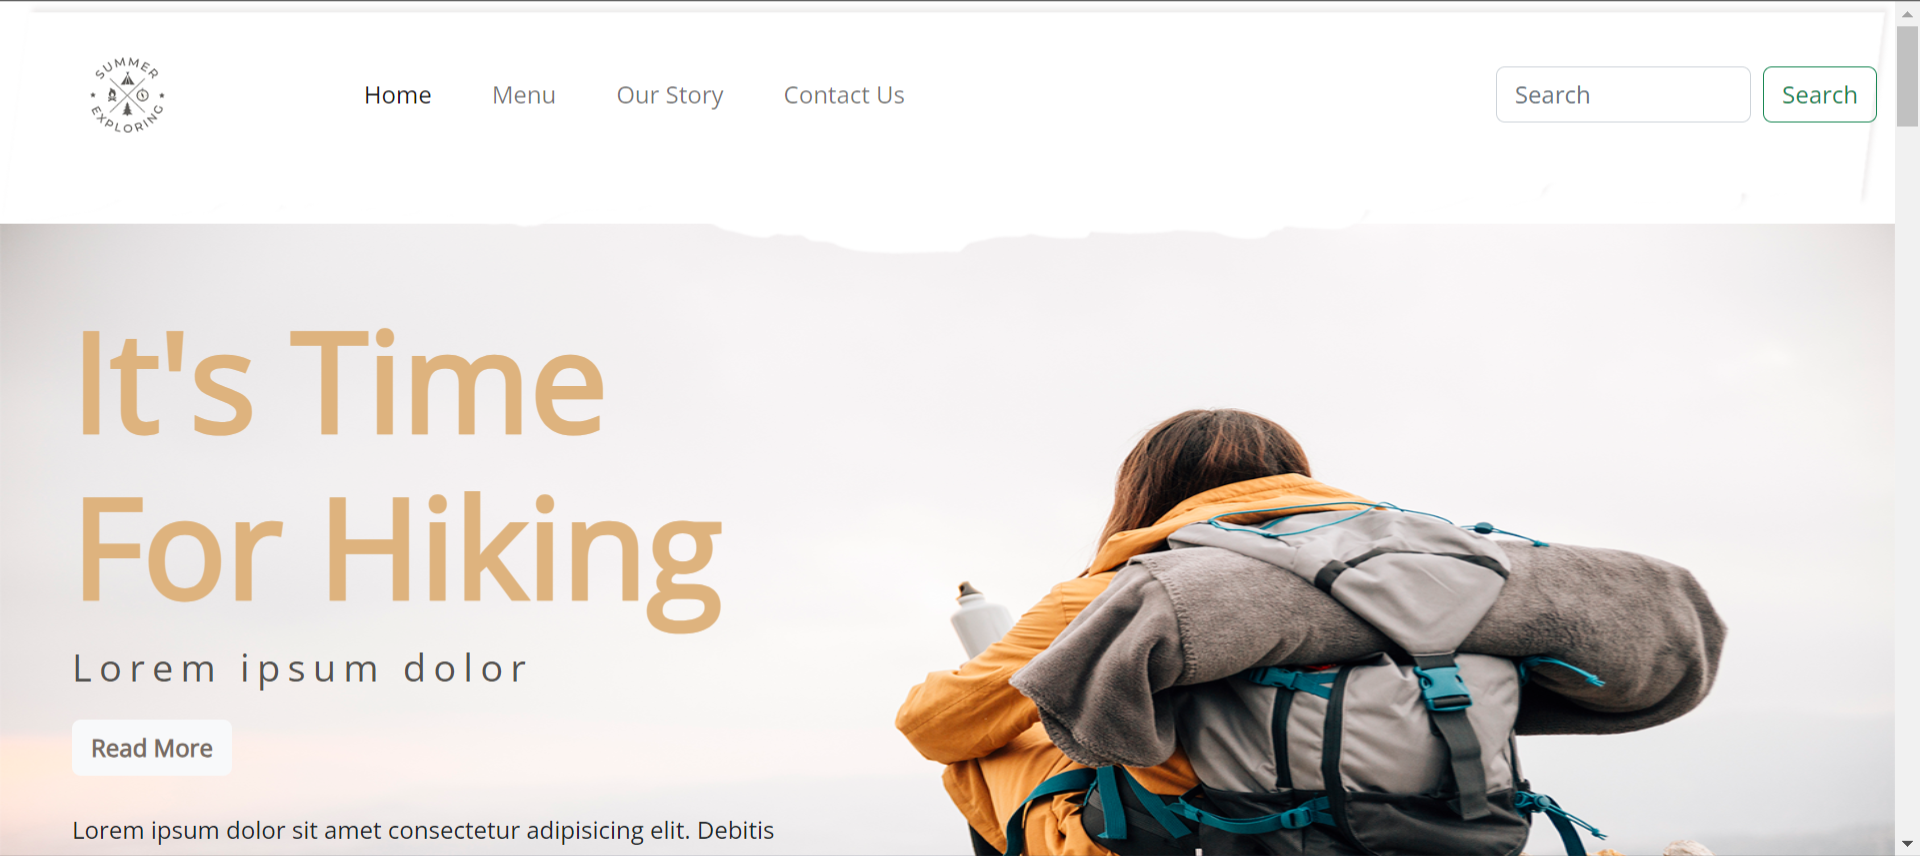 SUMMER
EXPLORING
Home Menu Our Story Contact Us
Search Search
It's Time
For Hiking
Lorem ipsum dolor
Read More
Lorem ipsum dolor sit amet consectetur adipisicing elit. Debitis